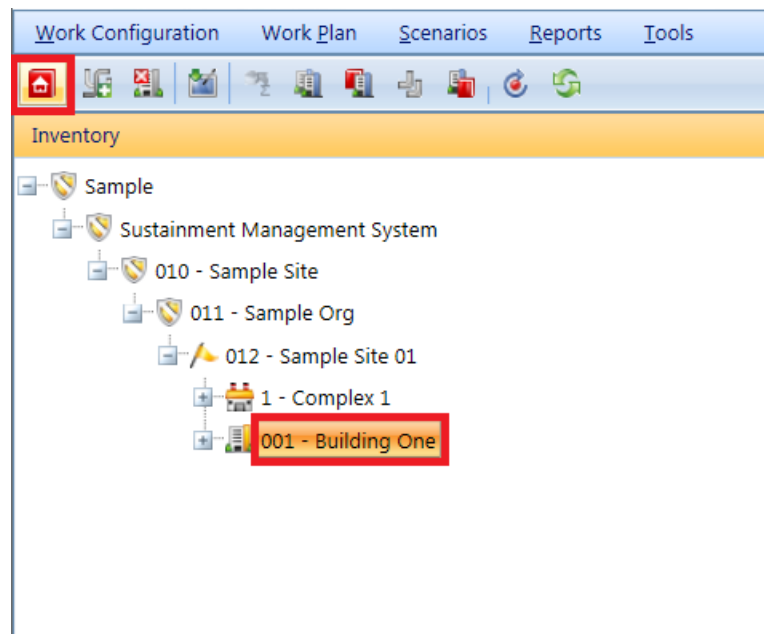 Work Configuration Work Plan Scenarios Reports Tools
Inventory
Sample
Sustainment Management System
010 - Sample Site
011 - Sample Org
012 - Sample Site 01
1 - Complex 1
001 - Building One